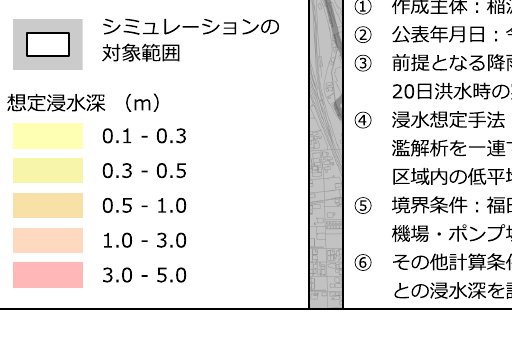 シミュレーションの
対象範囲
想定浸水深 （m）
0.1 - 0.3
0.3 - 0.5
0.5 - 1.0
1.0 - 3.0
3.0 - 5.0
① 作成主体：稲
② 公表年月日：
③ 前提となる降雨
20日洪水時の
④ 浸水想定手法
濫解析を一連
区域内の低平
⑤ 境界条件：福
機場・ポンプ
⑥ その他計算条
との浸水深を